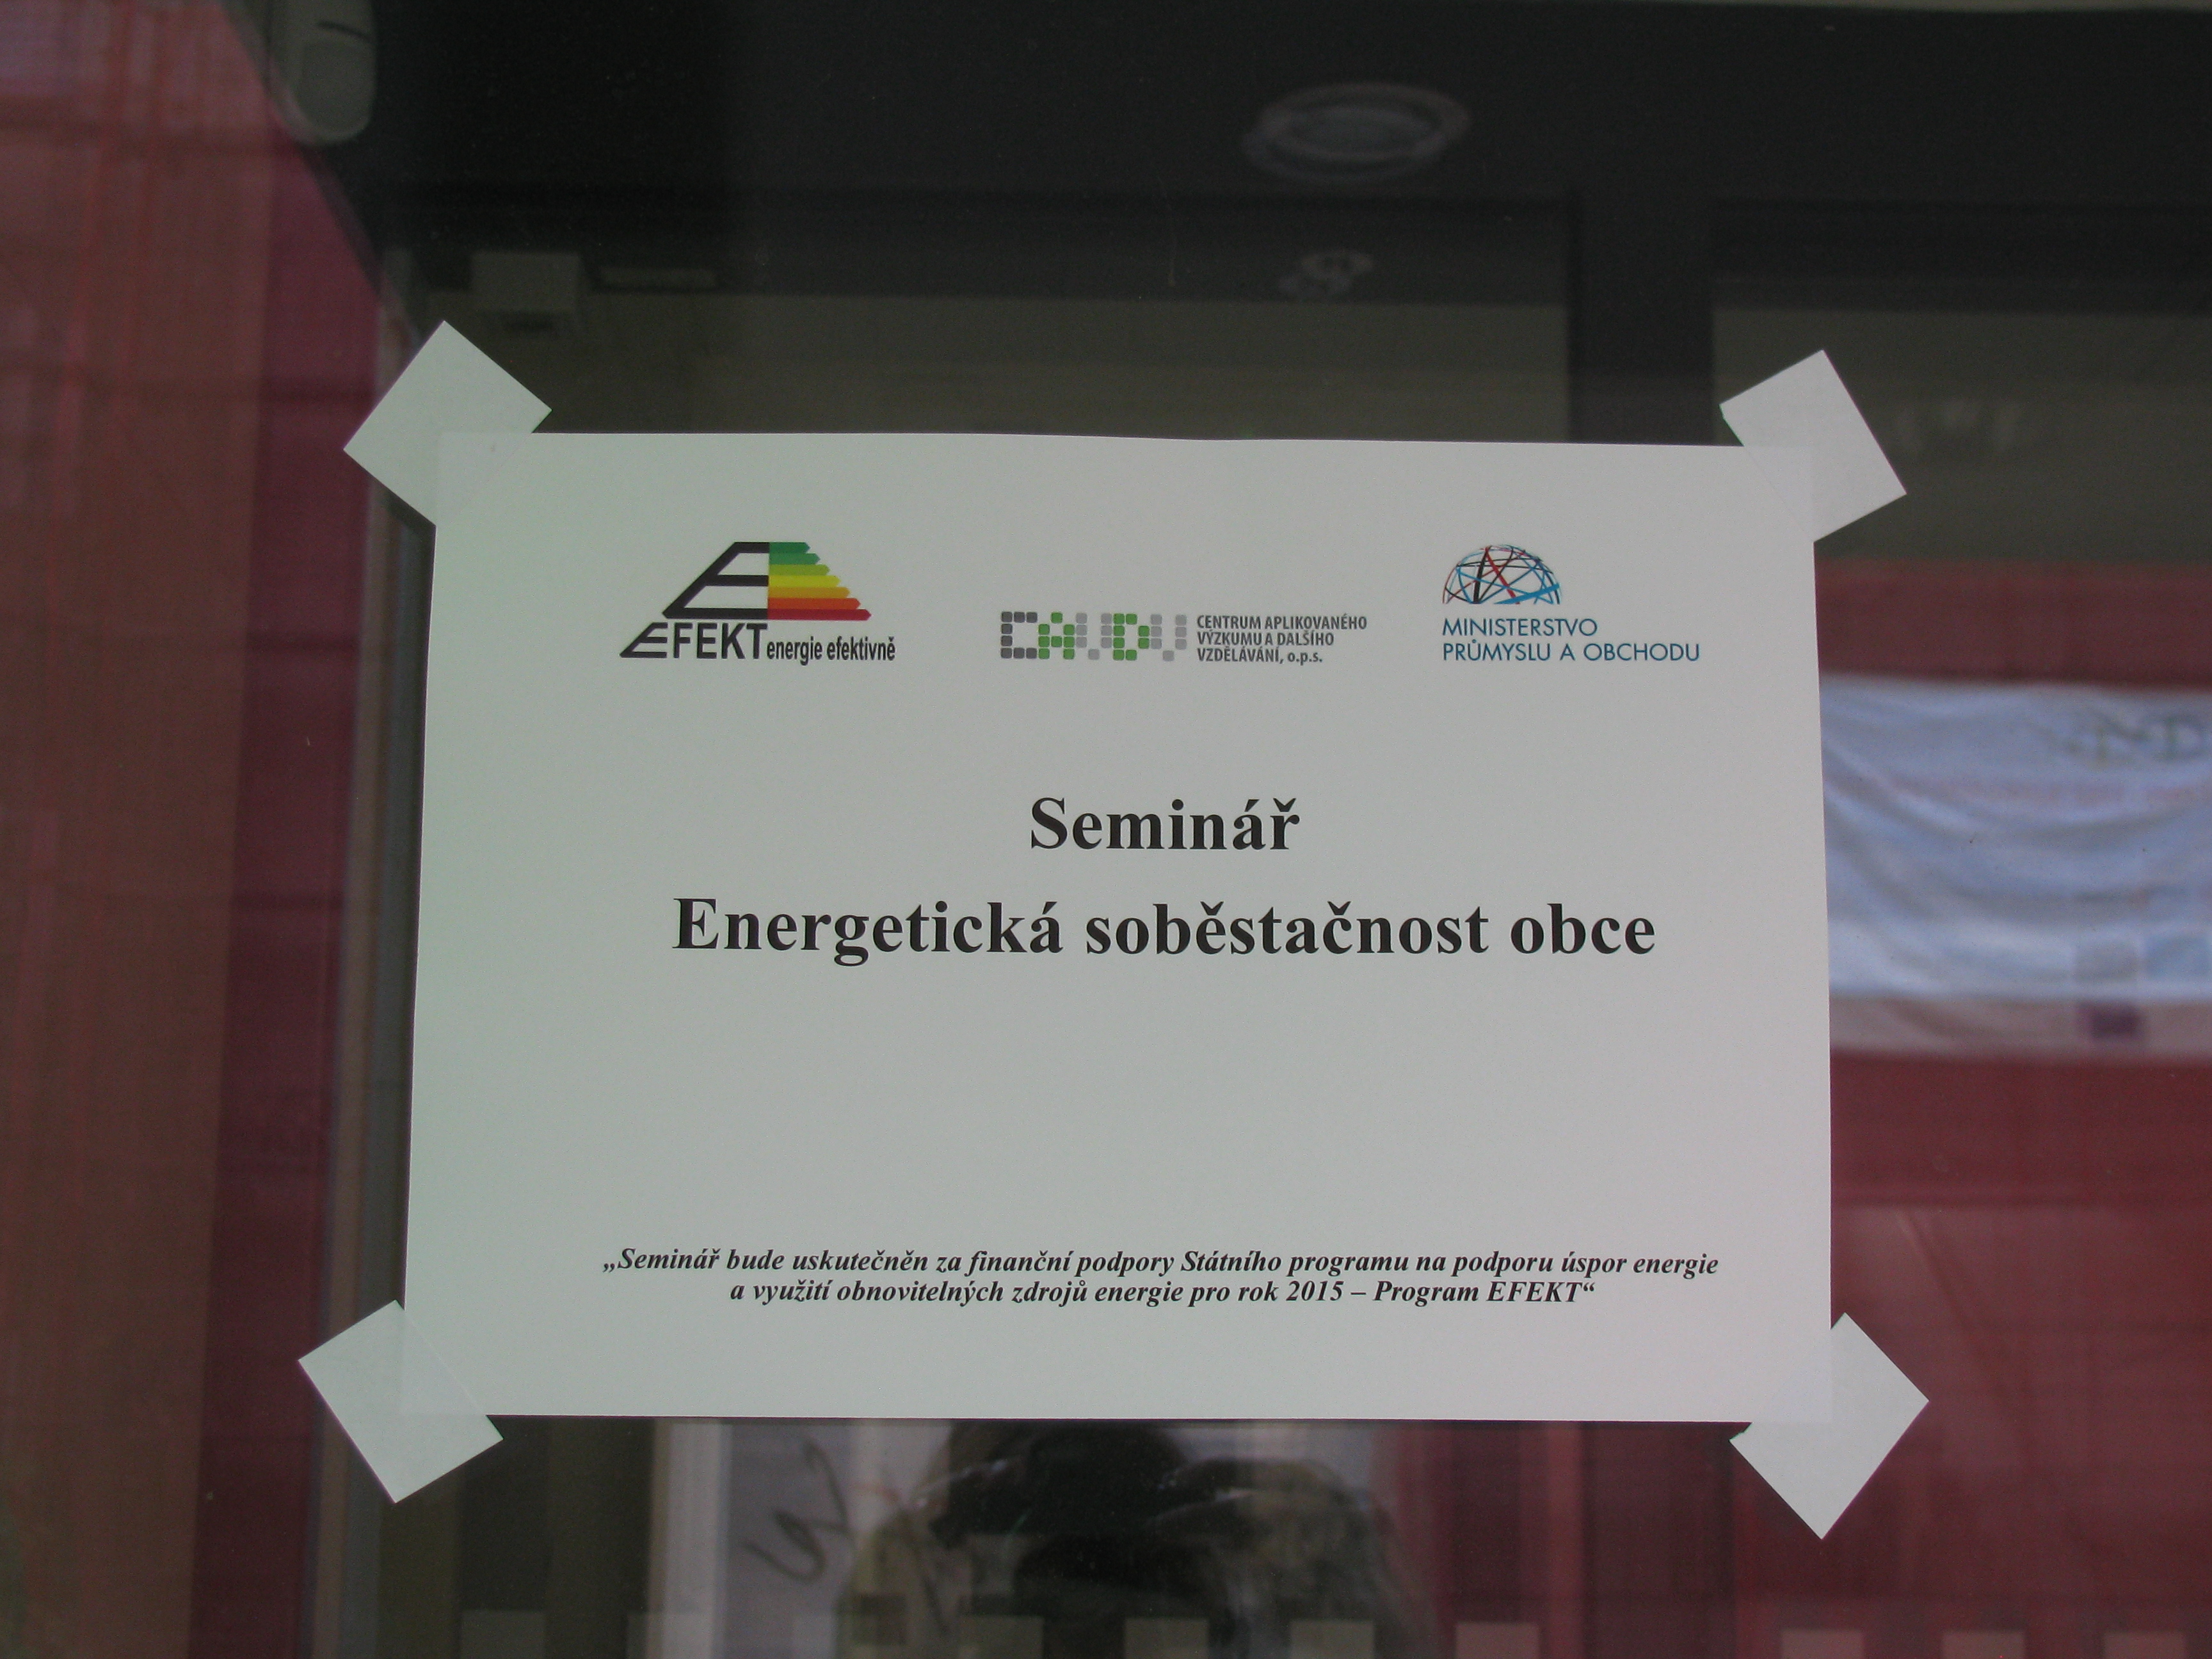 EFEKT energie efektivně
CAVDV CENTRUM APLIKOVANÉHO
VÝZKUMU A DALŠÍHO
VZDĚLÁVÁNÍ, o.p.s.
MINISTERSTVO
PRŮMYSLU A OBCHODU
Seminář
Energetická soběstačnost obce
„Seminář bude uskutečněn za finanční podpory Státního programu na podporu úspor energie
a využití obnovitelných zdrojů energie pro rok 2015 – Program EFEKT“